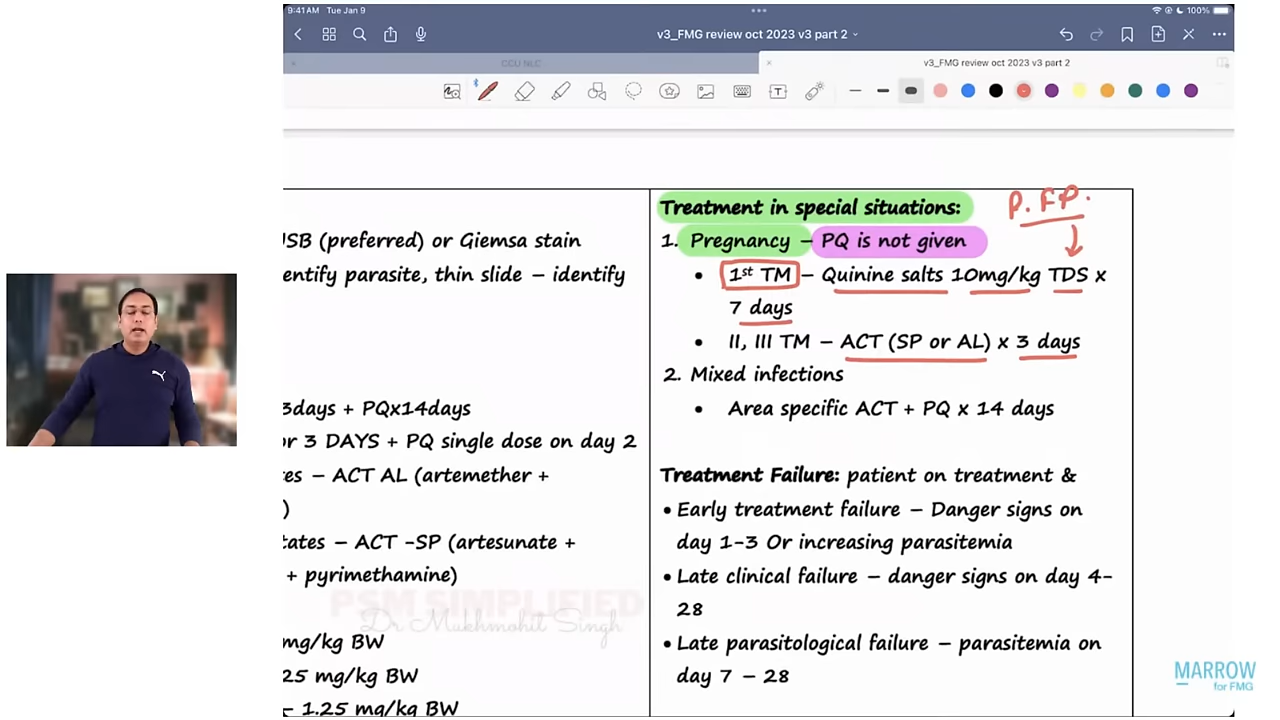 9:41AM Tue Jan 9
100%
v3_FMG review oct 2023 v3 part 2
CCU NLC
v3_FMG review oct 2023 v3 part 2
JSB (preferred) or Giemsa stain
entify parasite, thin slide – identify
3days + PQx14days
or 3 DAYS + PQ single dose on day 2
tes – ACT AL (artemether +
)
tates – ACT -SP (artesunate +
+ pyrimethamine)
PSM SIMPLIFIED
Dr Mukhmohit Singh
mg/kg BW
25 mg/kg BW
– 1.25 mg/kg BW
Treatment in special situations:
P. FP.
1. Pregnancy – PQ is not given
• 1st TM – Quinine salts 10mg/kg TDS x
7 days
• II, III TM – ACT (SP or AL) x 3 days
2. Mixed infections
• Area specific ACT + PQ x 14 days
Treatment Failure: patient on treatment &
• Early treatment failure – Danger signs on
day 1-3 Or increasing parasitemia
• Late clinical failure – danger signs on day 4-
28
• Late parasitological failure – parasitemia on
day 7 – 28
MARROW
for FMG